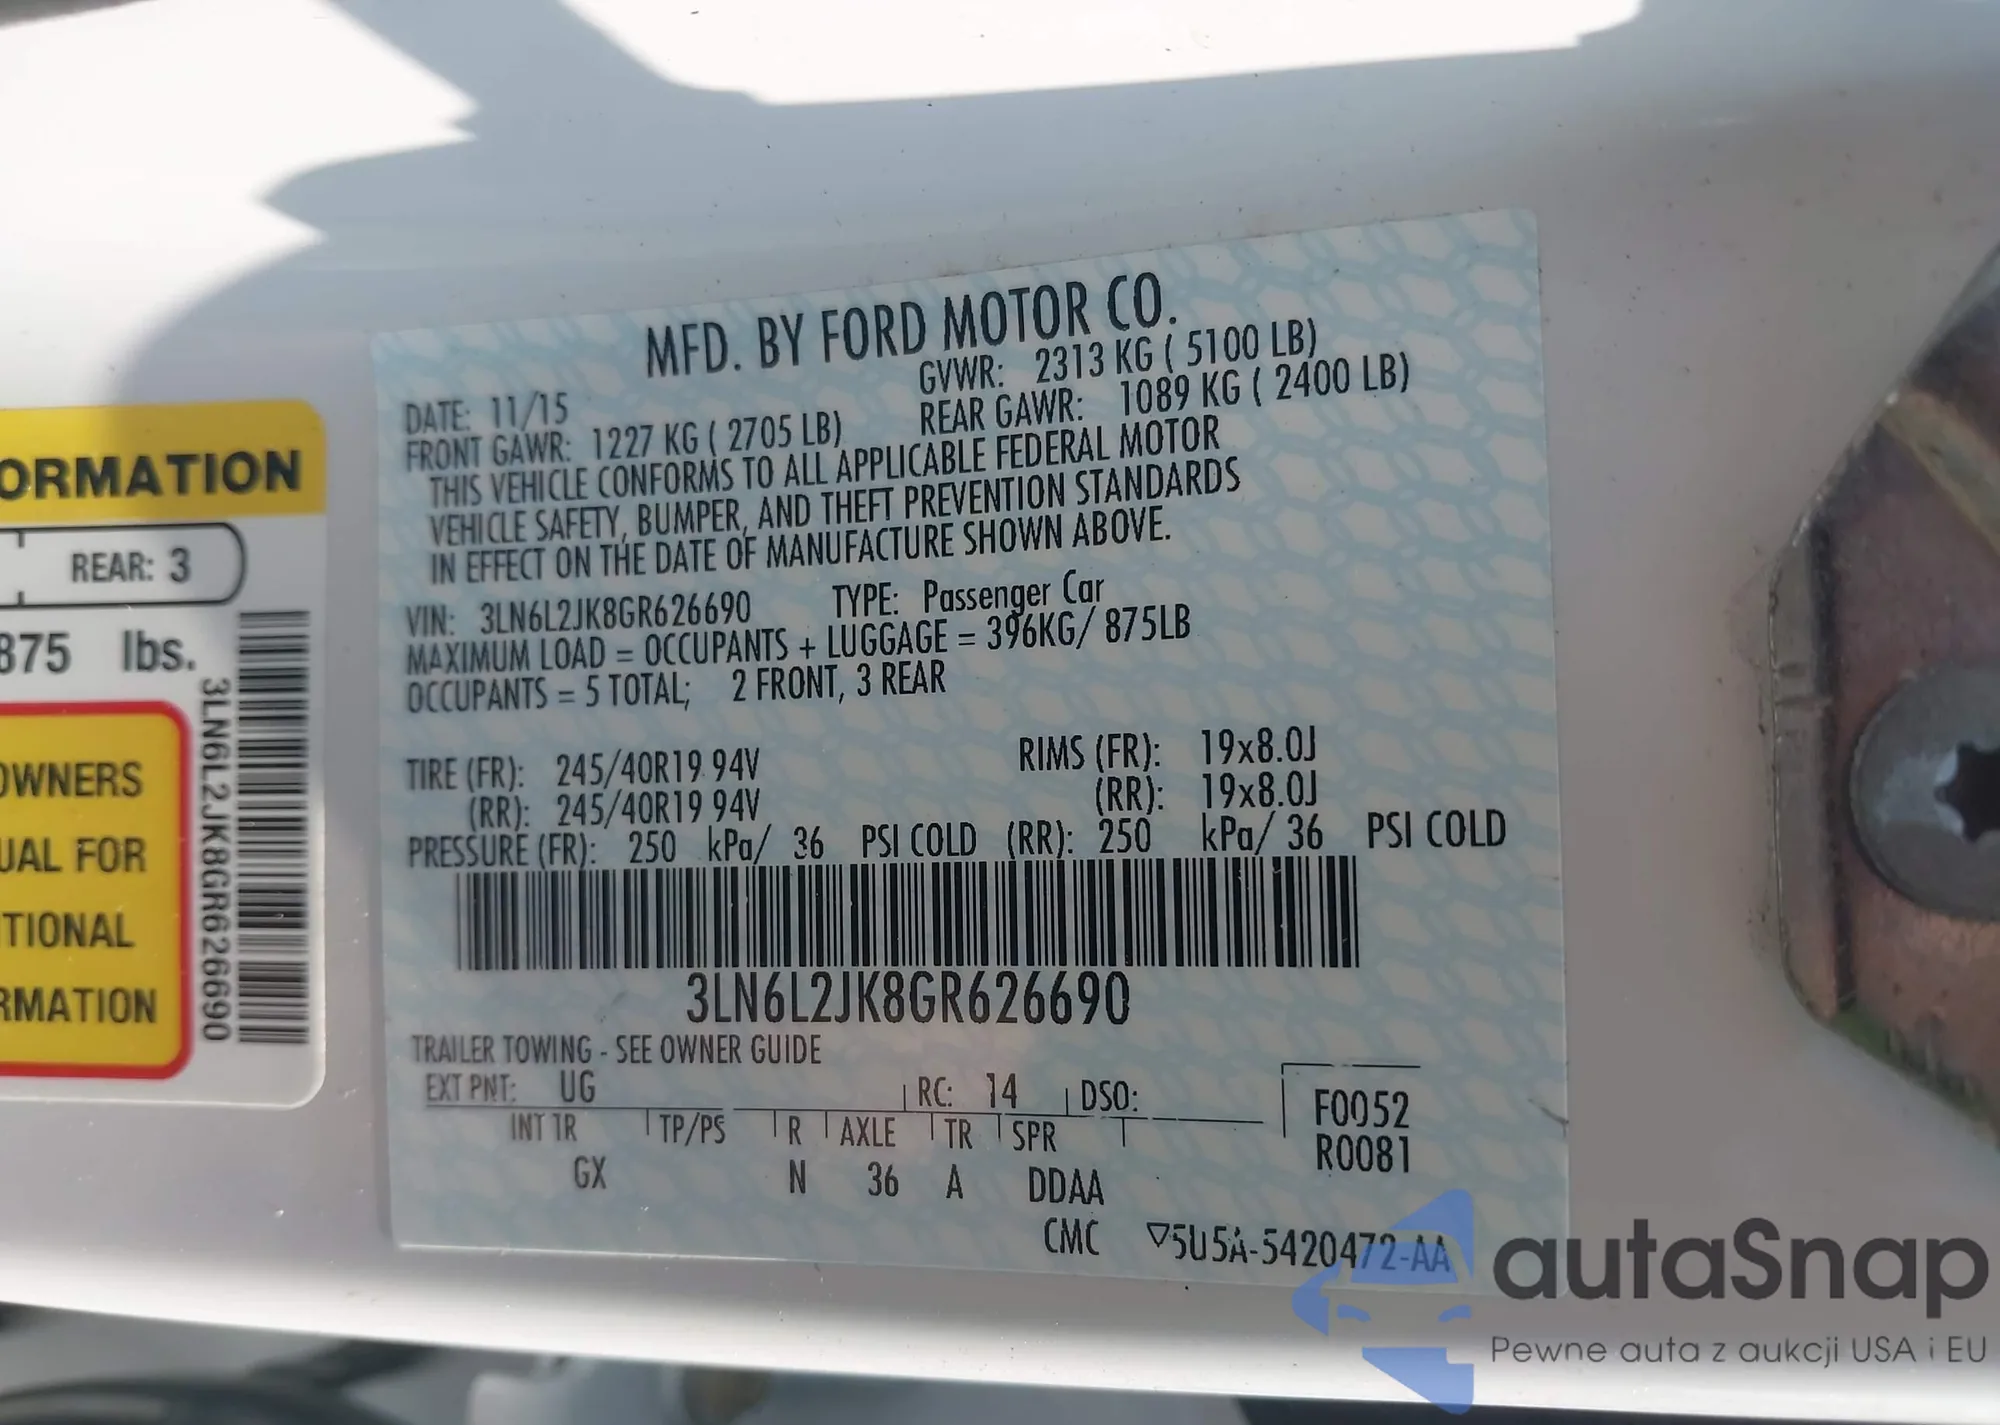 ORMATION
REAR: 3
875 lbs.
3LN6L2JK8GR626690
OWNERS
UAL FOR
TIONAL
RMATION
MFD. BY FORD MOTOR CO.
DATE: 11/15 GVWR: 2313 KG ( 5100 LB)
FRONT GAWR: 1227 KG ( 2705 LB) REAR GAWR: 1089 KG ( 2400 LB)
THIS VEHICLE CONFORMS TO ALL APPLICABLE FEDERAL MOTOR
VEHICLE SAFETY, BUMPER, AND THEFT PREVENTION STANDARDS
IN EFFECT ON THE DATE OF MANUFACTURE SHOWN ABOVE.
VIN: 3LN6L2JK8GR626690 TYPE: Passenger Car
MAXIMUM LOAD = OCCUPANTS + LUGGAGE = 396KG/ 875LB
OCCUPANTS = 5 TOTAL; 2 FRONT, 3 REAR
TIRE (FR): 245/40R19 94V RIMS (FR): 19x8.0J
(RR): 245/40R19 94V (RR): 19x8.0J
PRESSURE (FR): 250 kPa/ 36 PSI COLD (RR): 250 kPa/ 36 PSI COLD
3LN6L2JK8GR626690
TRAILER TOWING - SEE OWNER GUIDE
EXT PNT: UG RC: 14 DSO:
F0052
INT TR TP/PS R AXLE TR SPR
R0081
GX N 36 A DDAA
CMC ▽5U5A-5420472-AA
autaSnap
Pewne auta z aukcji USA i EU